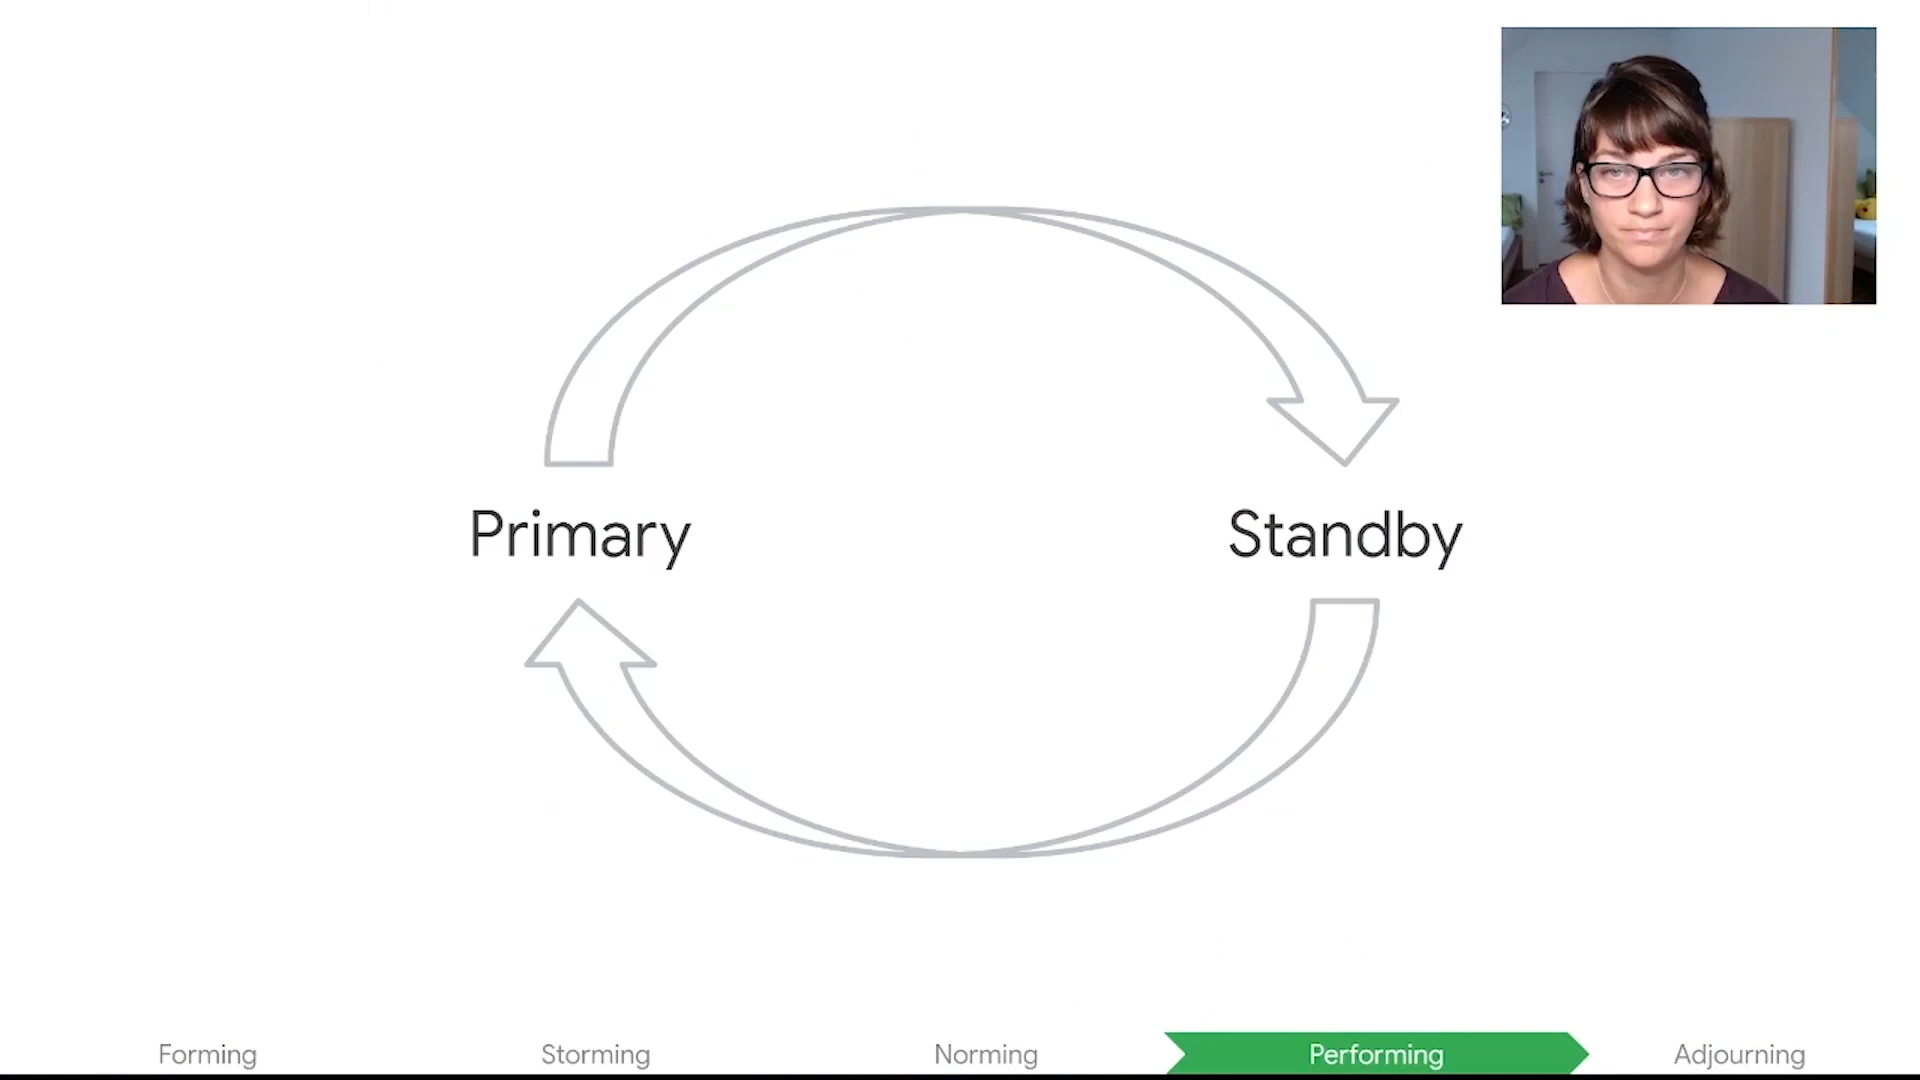 Primary
Standby
Forming
Storming
Norming
Performing
Adjourning